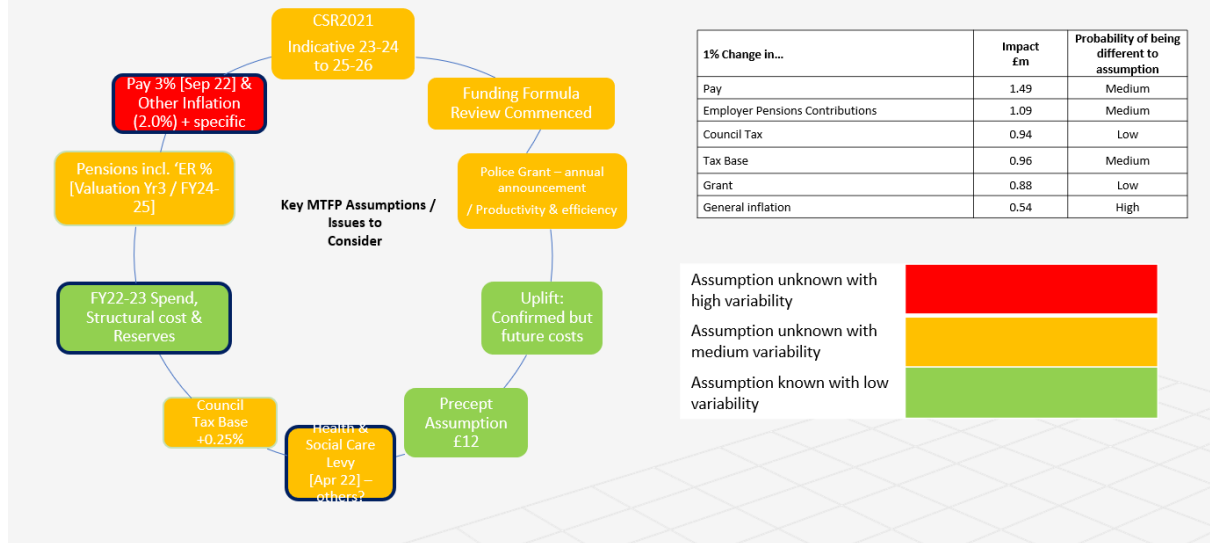 CSR2021
Indicative 23-24
to 25-26
Funding Formula
Review Commenced
Police Grant – annual
announcement
/ Productivity & efficiency
Uplift:
Confirmed but
future costs
Precept
Assumption
£12
Health &
Social Care
Levy
[Apr 22] –
others?
Council
Tax Base
+0.25%
FY22-23 Spend,
Structural cost &
Reserves
Pensions incl. ‘ER %
[Valuation Yr3 / FY24-
25]
Pay 3% [Sep 22] &
Other Inflation
(2.0%) + specific
Key MTFP Assumptions /
Issues to
Consider
1% Change in... Impact £m Probability of being different to assumption
Pay 1.49 Medium
Employer Pensions Contributions 1.09 Medium
Council Tax 0.94 Low
Tax Base 0.96 Medium
Grant 0.88 Low
General inflation 0.54 High
Assumption unknown with
high variability
Assumption unknown with
medium variability
Assumption known with low
variability